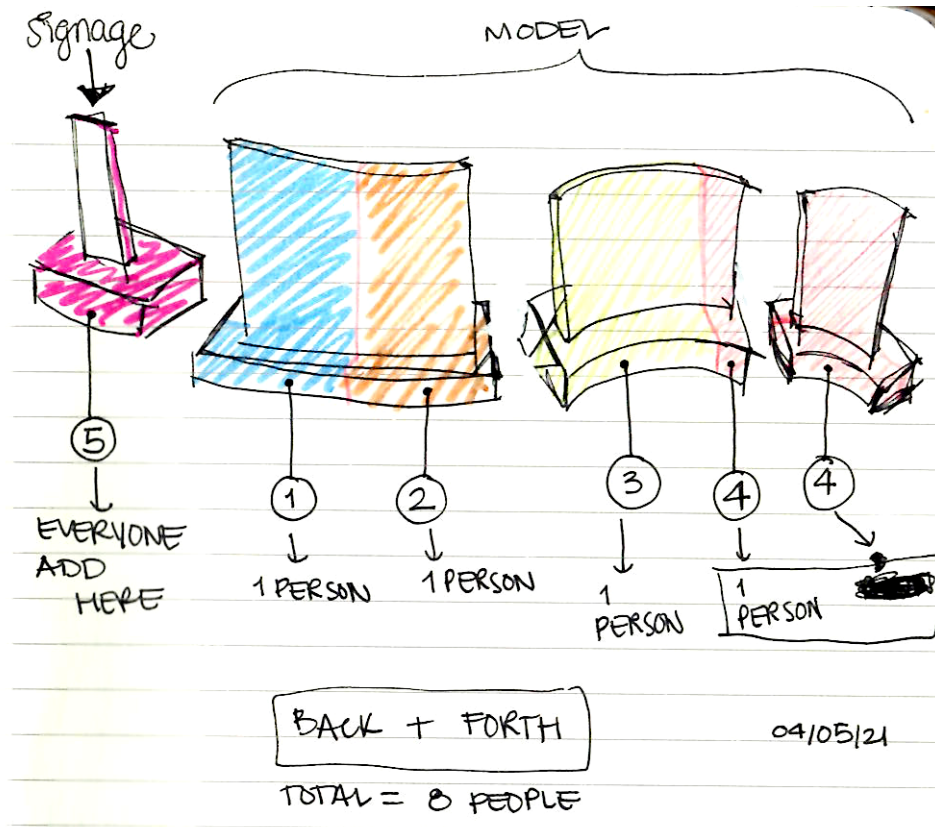 Signage
MODEL
5
1
2
3
4
4
EVERYONE
ADD
HERE
1 PERSON
1 PERSON
1
PERSON
1
PERSON
BACK + FORTH
04/05/21
TOTAL = 8 PEOPLE